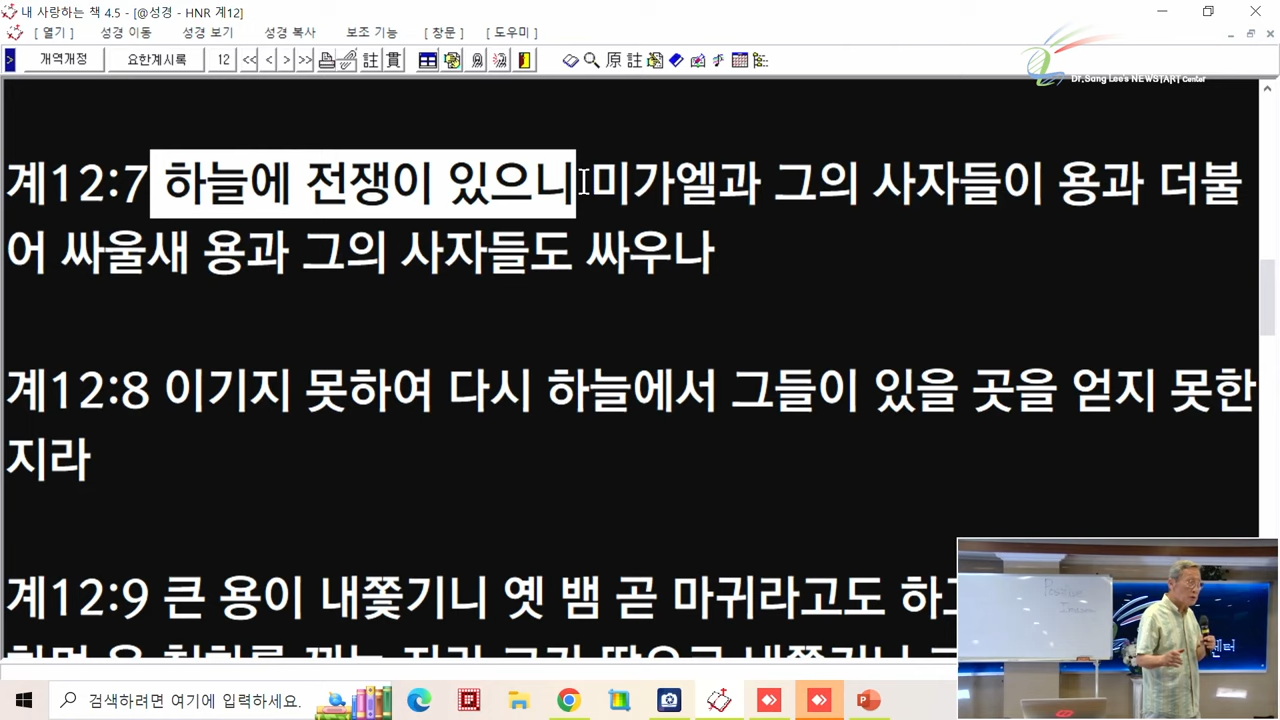 내 사랑하는 책 4.5 - [@성경 - HNR 계12]
[ 열기 ] 성경 이동 성경 보기 성경 복사 보조 기능 [ 창문 ] [ 도우미 ]
개역개정 요한계시록 12 << < > >> 註 貫 原 註
Dr.Sang Lee's NEWSTART Center
계12:7 하늘에 전쟁이 있으니 미가엘과 그의 사자들이 용과 더불
어 싸울새 용과 그의 사자들도 싸우나
계12:8 이기지 못하여 다시 하늘에서 그들이 있을 곳을 얻지 못한
지라
계12:9 큰 용이 내쫓기니 옛 뱀 곧 마귀라고도 하고
Positive
센터
검색하려면 여기에 입력하세요.